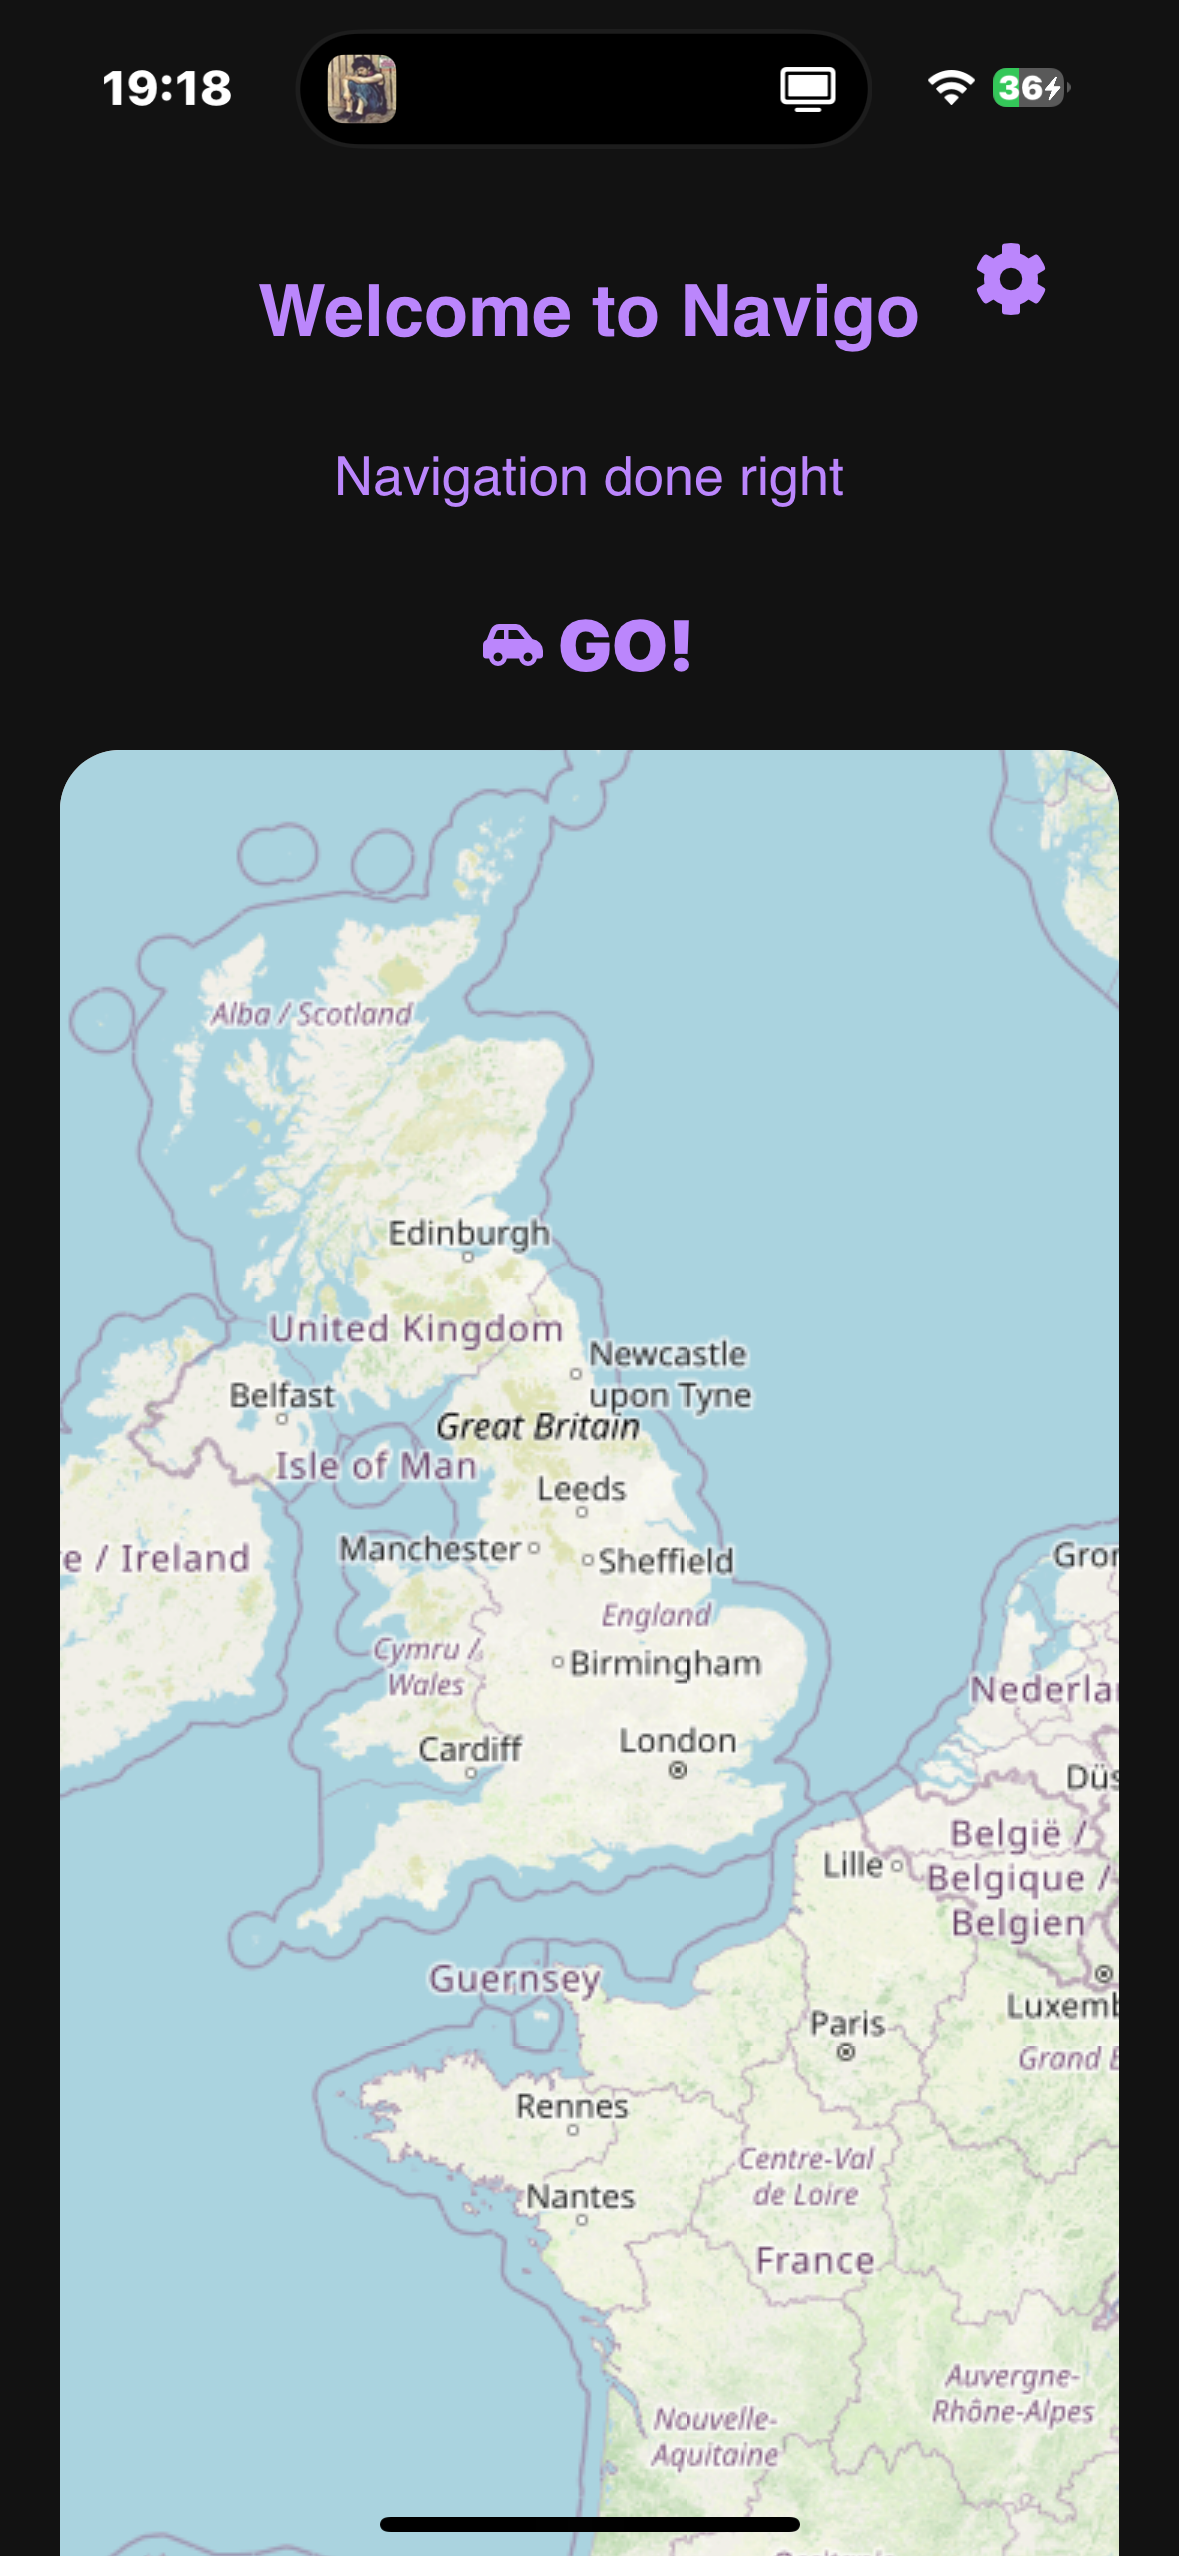 19:18
36
Welcome to Navigo
Navigation done right
GO!
Alba / Scotland
Edinburgh
United Kingdom
Newcastle
upon Tyne
Belfast
Great Britain
Isle of Man
Leeds
Manchester
Sheffield
e / Ireland
Gron
England
Cymru /
Wales
Birmingham
Nederla
Cardiff
London
Düs
België /
Belgique /
Belgien
Lille
Guernsey
Luxemb
Paris
Grand E
Rennes
Centre-Val
de Loire
Nantes
France
Auvergne-
Rhône-Alpes
Nouvelle-
Aquitaine